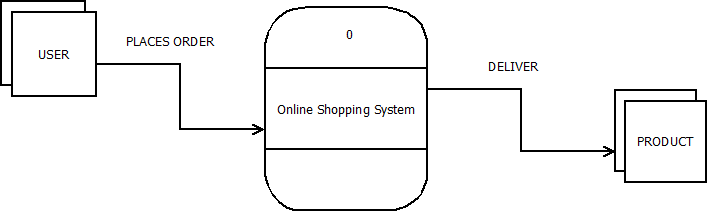 0
PLACES ORDER
USER
DELIVER
Online Shopping System
PRODUCT